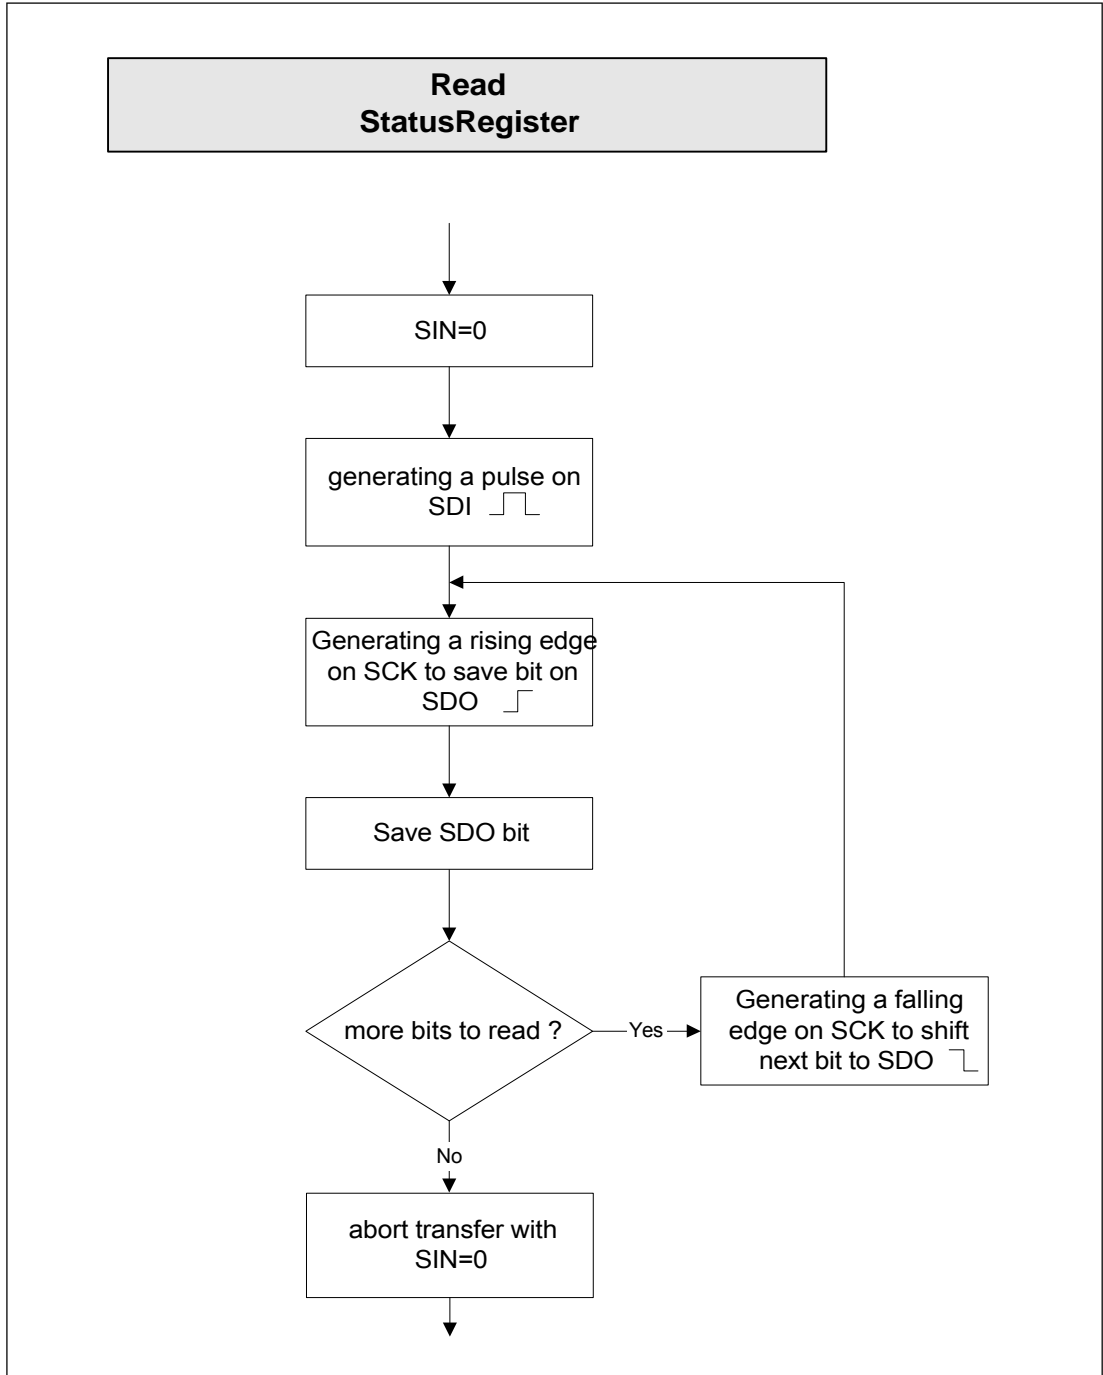 Read
StatusRegister
SIN=0
generating a pulse on
SDI
Generating a rising edge
on SCK to save bit on
SDO
Save SDO bit
more bits to read ?
Yes
Generating a falling
edge on SCK to shift
next bit to SDO
No
abort transfer with
SIN=0